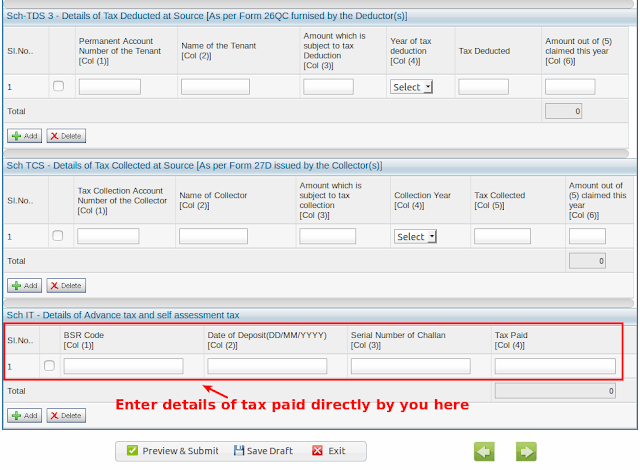 Sch-TDS 3 - Details of Tax Deducted at Source [As per Form 26QC furnised by the Deductor(s)]
Sl.No..
Permanent Account Number of the Tenant [Col (1)]
Name of the Tenant [Col (2)]
Amount which is subject to tax Deduction [Col (3)]
Year of tax deduction [Col (4)]
Tax Deducted
Amount out of (5) claimed this year [Col (6)]
1
Select
Total
0
Add
Delete
Sch TCS - Details of Tax Collected at Source [As per Form 27D issued by the Collector(s)]
Sl.No..
Tax Collection Account Number of the Collector [Col (1)]
Name of Collector [Col (2)]
Amount which is subject to tax collection [Col (3)]
Collection Year [Col (4)]
Tax Collected [Col (5)]
Amount out of (5) claimed this year [Col (6)]
1
Select
Total
0
Add
Delete
Sch IT - Details of Advance tax and self assessment tax
Sl.No..
BSR Code [Col (1)]
Date of Deposit(DD/MM/YYYY) [Col (2)]
Serial Number of Challan [Col (3)]
Tax Paid [Col (4)]
1
Total
0
Enter details of tax paid directly by you here
Add
Delete
Preview & Submit
Save Draft
Exit